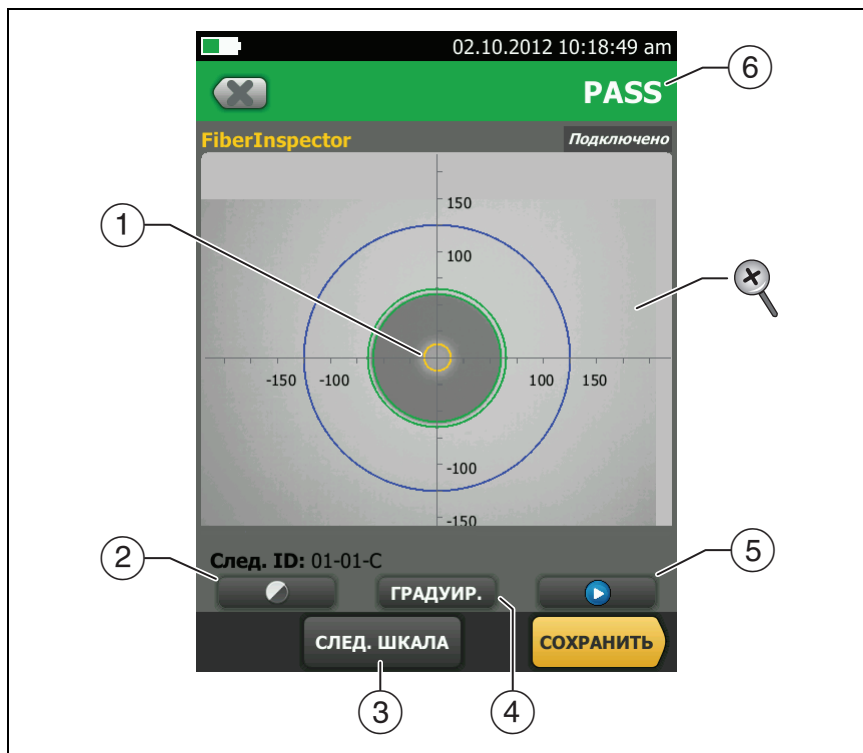 02.10.2012 10:18:49 am
6
PASS
FiberInspector
Подключено
150
1
100
-150 -100 100 150
-100
-150
2
След. ID: 01-01-C
5
ГРАДУИР.
СЛЕД. ШКАЛА
СОХРАНИТЬ
3
4